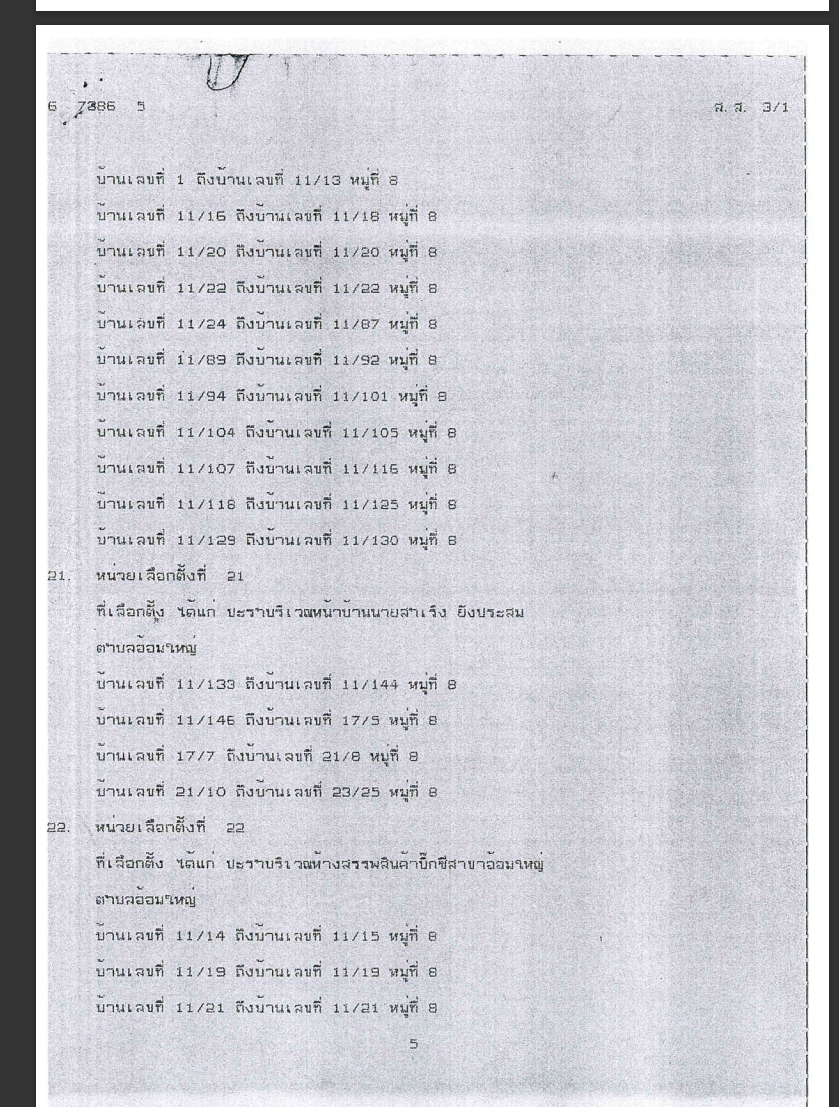 6 7386 5
ส.ส. 3/1
บ้านเลขที่ 1 ถึงบ้านเลขที่ 11/13 หมู่ที่ 8
บ้านเลขที่ 11/16 ถึงบ้านเลขที่ 11/18 หมู่ที่ 8
บ้านเลขที่ 11/20 ถึงบ้านเลขที่ 11/20 หมู่ที่ 8
บ้านเลขที่ 11/22 ถึงบ้านเลขที่ 11/22 หมู่ที่ 8
บ้านเลขที่ 11/24 ถึงบ้านเลขที่ 11/87 หมู่ที่ 8
บ้านเลขที่ 11/89 ถึงบ้านเลขที่ 11/92 หมู่ที่ 8
บ้านเลขที่ 11/94 ถึงบ้านเลขที่ 11/101 หมู่ที่ 8
บ้านเลขที่ 11/104 ถึงบ้านเลขที่ 11/105 หมู่ที่ 8
บ้านเลขที่ 11/107 ถึงบ้านเลขที่ 11/116 หมู่ที่ 8
บ้านเลขที่ 11/118 ถึงบ้านเลขที่ 11/125 หมู่ที่ 8
บ้านเลขที่ 11/129 ถึงบ้านเลขที่ 11/130 หมู่ที่ 8
21. หน่วยเลือกตั้งที่ 21
ที่เลือกตั้ง ได้แก่ ปะรำบริเวณหน้าบ้านนายสำเริง ยังประสม
ตำบลอ้อมใหญ่
บ้านเลขที่ 11/133 ถึงบ้านเลขที่ 11/144 หมู่ที่ 8
บ้านเลขที่ 11/146 ถึงบ้านเลขที่ 17/5 หมู่ที่ 8
บ้านเลขที่ 17/7 ถึงบ้านเลขที่ 21/8 หมู่ที่ 8
บ้านเลขที่ 21/10 ถึงบ้านเลขที่ 23/25 หมู่ที่ 8
22. หน่วยเลือกตั้งที่ 22
ที่เลือกตั้ง ได้แก่ ปะรำบริเวณห้างสรรพสินค้าบิ๊กซีสาขาอ้อมใหญ่
ตำบลอ้อมใหญ่
บ้านเลขที่ 11/14 ถึงบ้านเลขที่ 11/15 หมู่ที่ 8
บ้านเลขที่ 11/19 ถึงบ้านเลขที่ 11/19 หมู่ที่ 8
บ้านเลขที่ 11/21 ถึงบ้านเลขที่ 11/21 หมู่ที่ 8
5